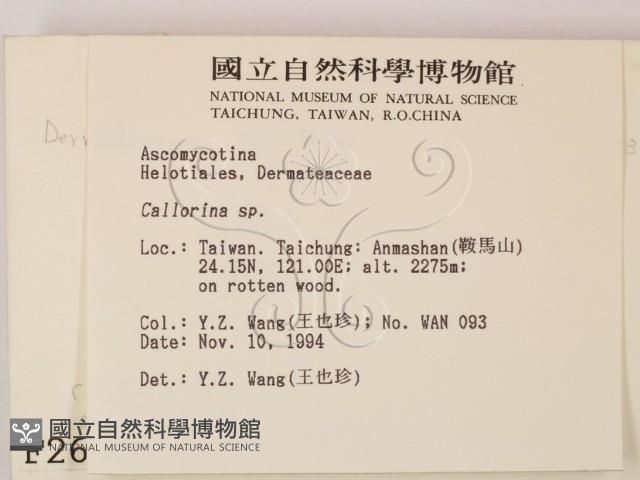 國立自然科學博物館
NATIONAL MUSEUM OF NATURAL SCIENCE
TAICHUNG, TAIWAN, R.O.CHINA
Ascomycotina
Helotiales, Dermateaceae
Callorina sp.
Loc.: Taiwan. Taichung: Anmashan(鞍馬山)
24.15N, 121.00E; alt. 2275m;
on rotten wood.
Col.: Y.Z. Wang(王也珍); No. WAN 093
Date: Nov. 10, 1994
Det.: Y.Z. Wang(王也珍)
國立自然科學博物館
NATIONAL MUSEUM OF NATURAL SCIENCE
F26